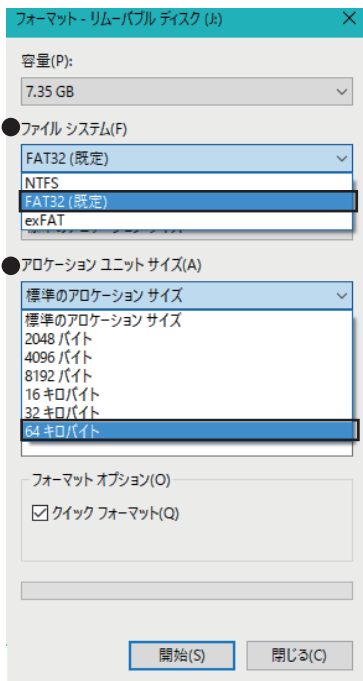 フォーマット - リムーバブル ディスク (J:)
容量(P):
7.35 GB
ファイル システム(F)
FAT32 (既定)
NTFS
FAT32 (既定)
exFAT
アロケーション ユニット サイズ(A)
標準のアロケーション サイズ
標準のアロケーション サイズ
2048 バイト
4096 バイト
8192 バイト
16 キロバイト
32 キロバイト
64 キロバイト
フォーマット オプション(O)
クイック フォーマット(Q)
開始(S)
閉じる(C)